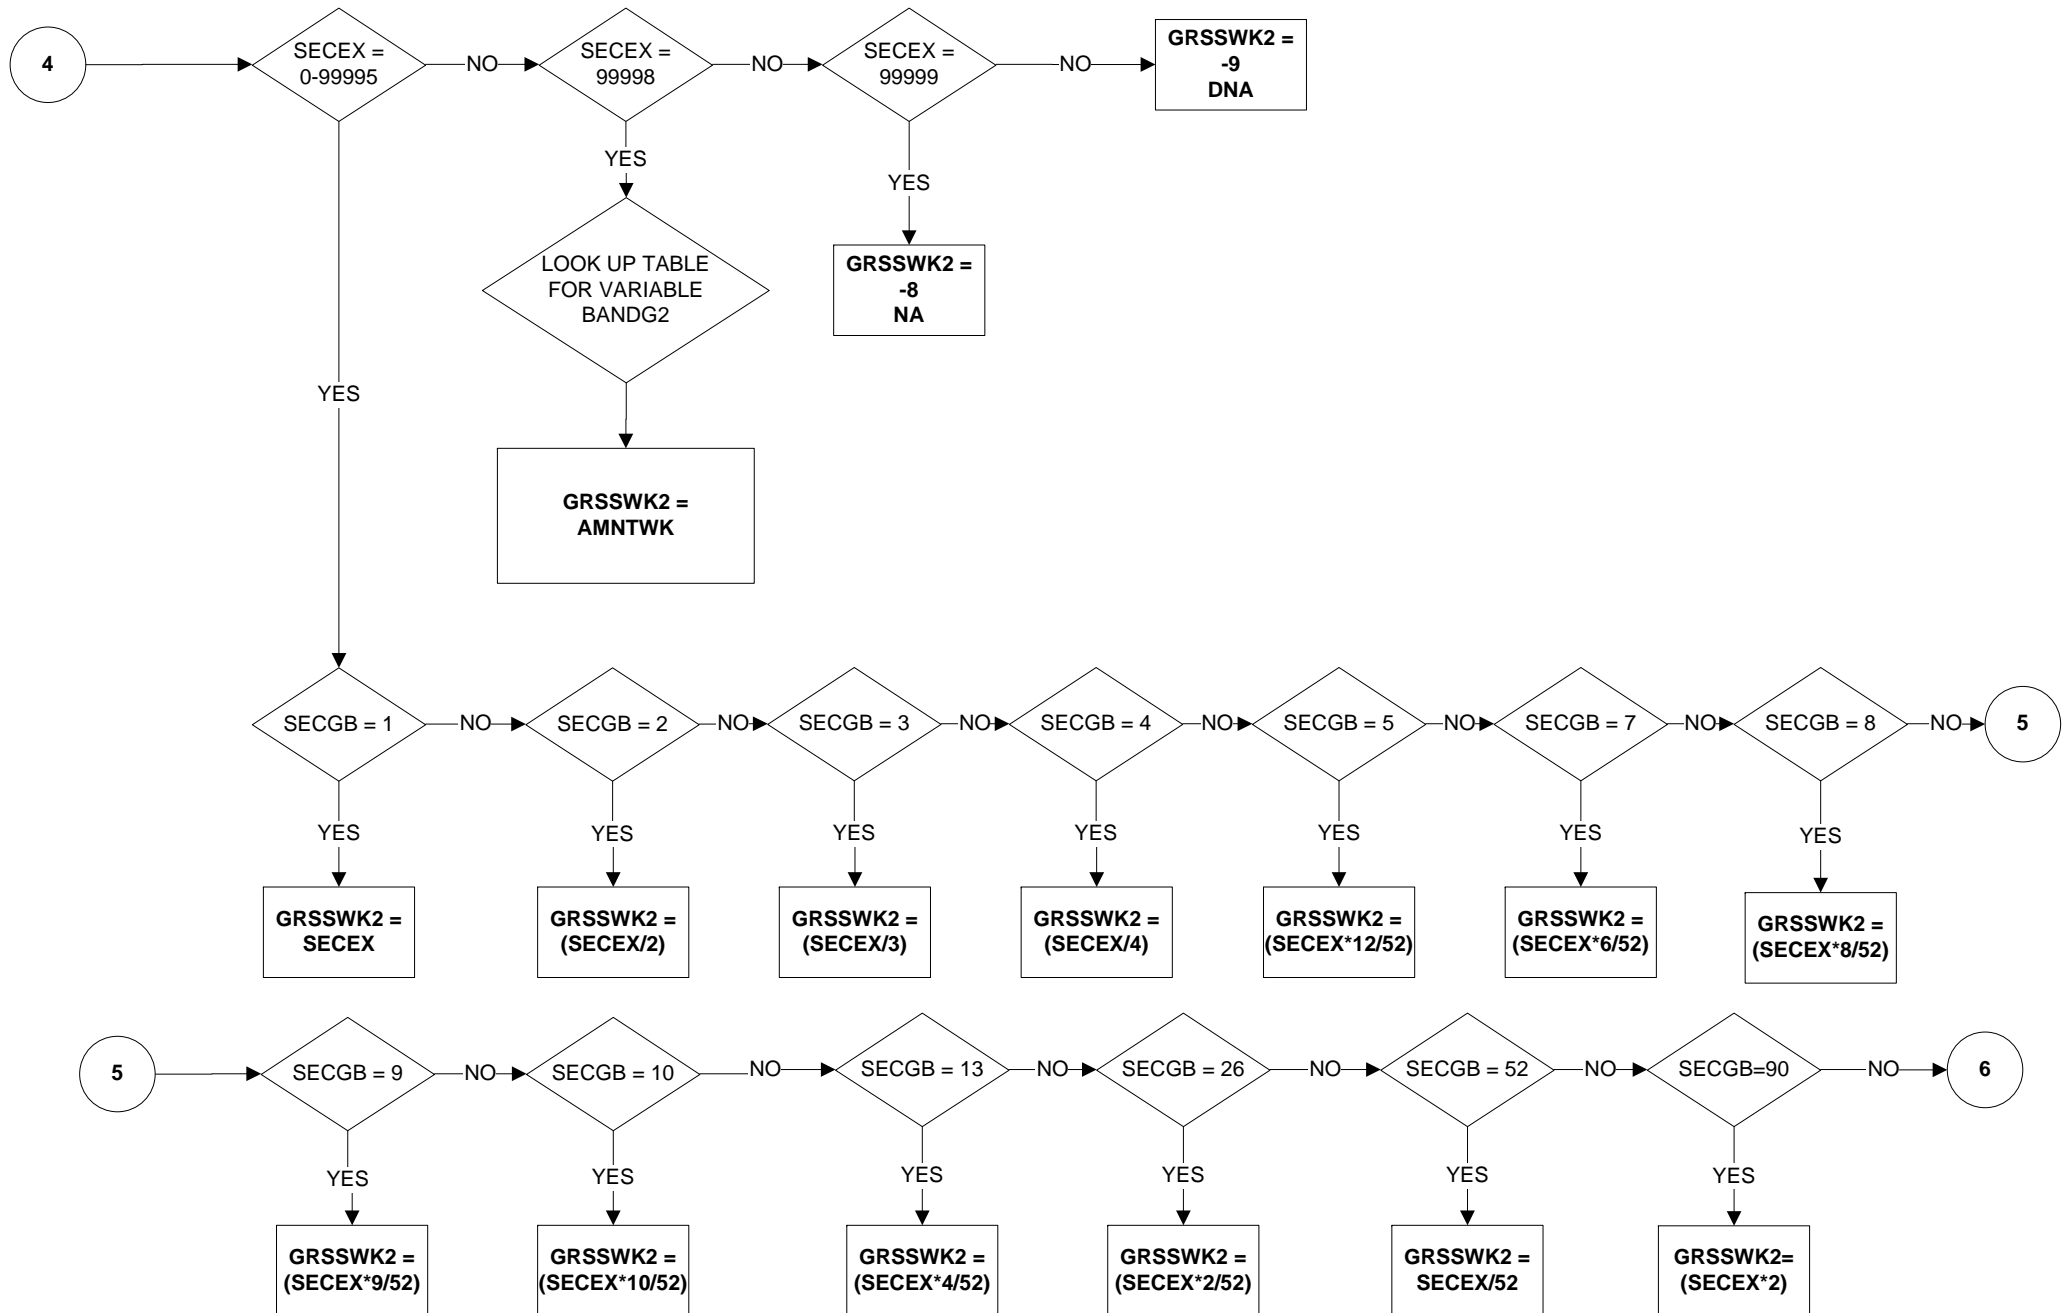 4
SECEX =
0-99995
NO
SECEX =
99998
NO
SECEX =
99999
NO
GRSSWK2 =
-9
DNA
YES
YES
YES
LOOK UP TABLE
FOR VARIABLE
BANDG2
GRSSWK2 =
-8
NA
GRSSWK2 =
AMNTWK
SECGB = 1
NO
SECGB = 2
NO
SECGB = 3
NO
SECGB = 4
NO
SECGB = 5
NO
SECGB = 7
NO
SECGB = 8
NO
5
YES
YES
YES
YES
YES
YES
YES
GRSSWK2 =
SECEX
GRSSWK2 =
(SECEX/2)
GRSSWK2 =
(SECEX/3)
GRSSWK2 =
(SECEX/4)
GRSSWK2 =
(SECEX*12/52)
GRSSWK2 =
(SECEX*6/52)
GRSSWK2 =
(SECEX*8/52)
5
SECGB = 9
NO
SECGB = 10
NO
SECGB = 13
NO
SECGB = 26
NO
SECGB = 52
NO
SECGB=90
NO
6
YES
YES
YES
YES
YES
YES
GRSSWK2 =
(SECEX*9/52)
GRSSWK2 =
(SECEX*10/52)
GRSSWK2 =
(SECEX*4/52)
GRSSWK2 =
(SECEX*2/52)
GRSSWK2 =
SECEX/52
GRSSWK2=
(SECEX*2)